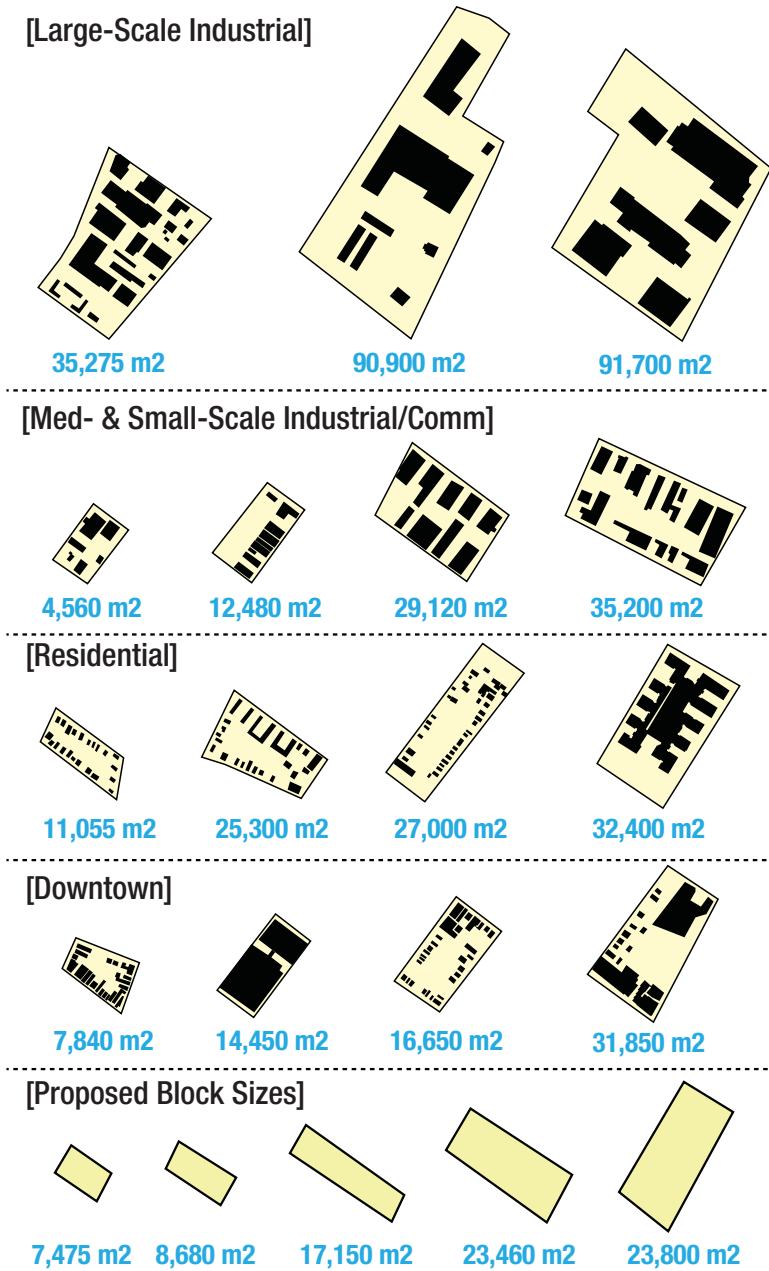 [Large-Scale Industrial]
35,275 m2
90,900 m2
91,700 m2
[Med- & Small-Scale Industrial/Comm]
4,560 m2
12,480 m2
29,120 m2
35,200 m2
[Residential]
11,055 m2
25,300 m2
27,000 m2
32,400 m2
[Downtown]
7,840 m2
14,450 m2
16,650 m2
31,850 m2
[Proposed Block Sizes]
7,475 m2
8,680 m2
17,150 m2
23,460 m2
23,800 m2